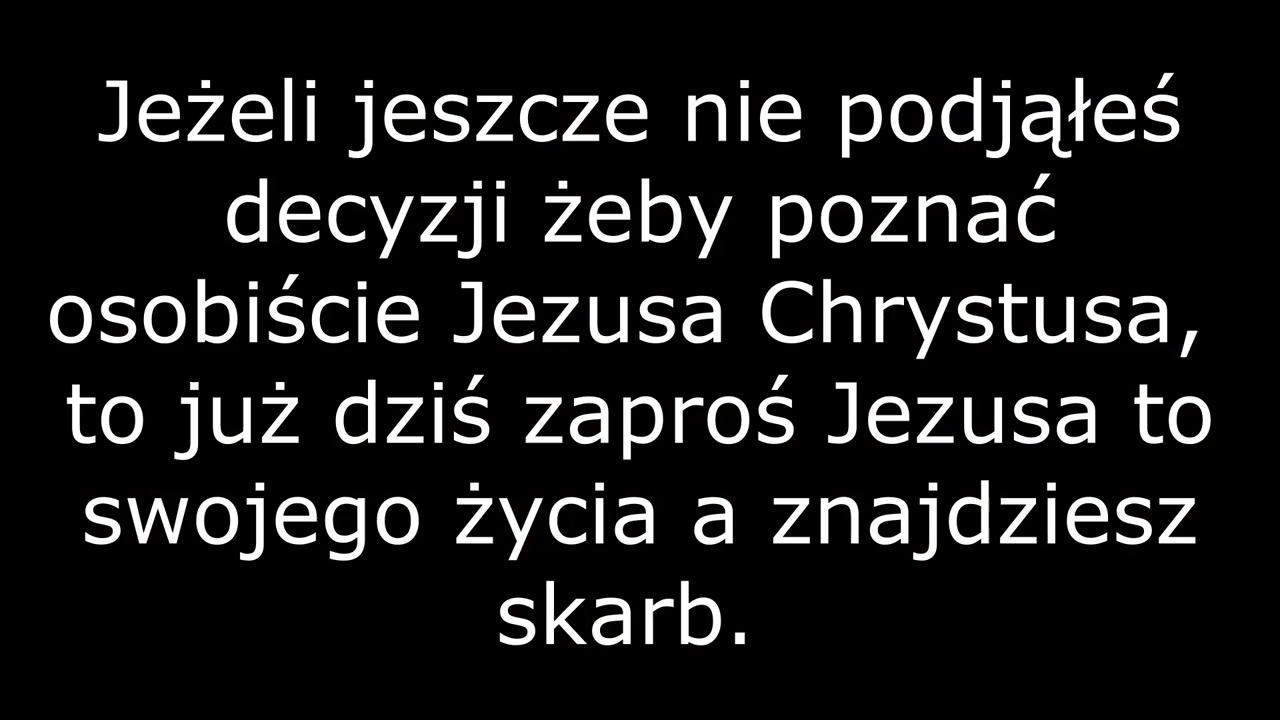 Jeżeli jeszcze nie podjąłeś
decyzji żeby poznać
osobiście Jezusa Chrystusa,
to już dziś zaproś Jezusa to
swojego życia a znajdziesz
skarb.